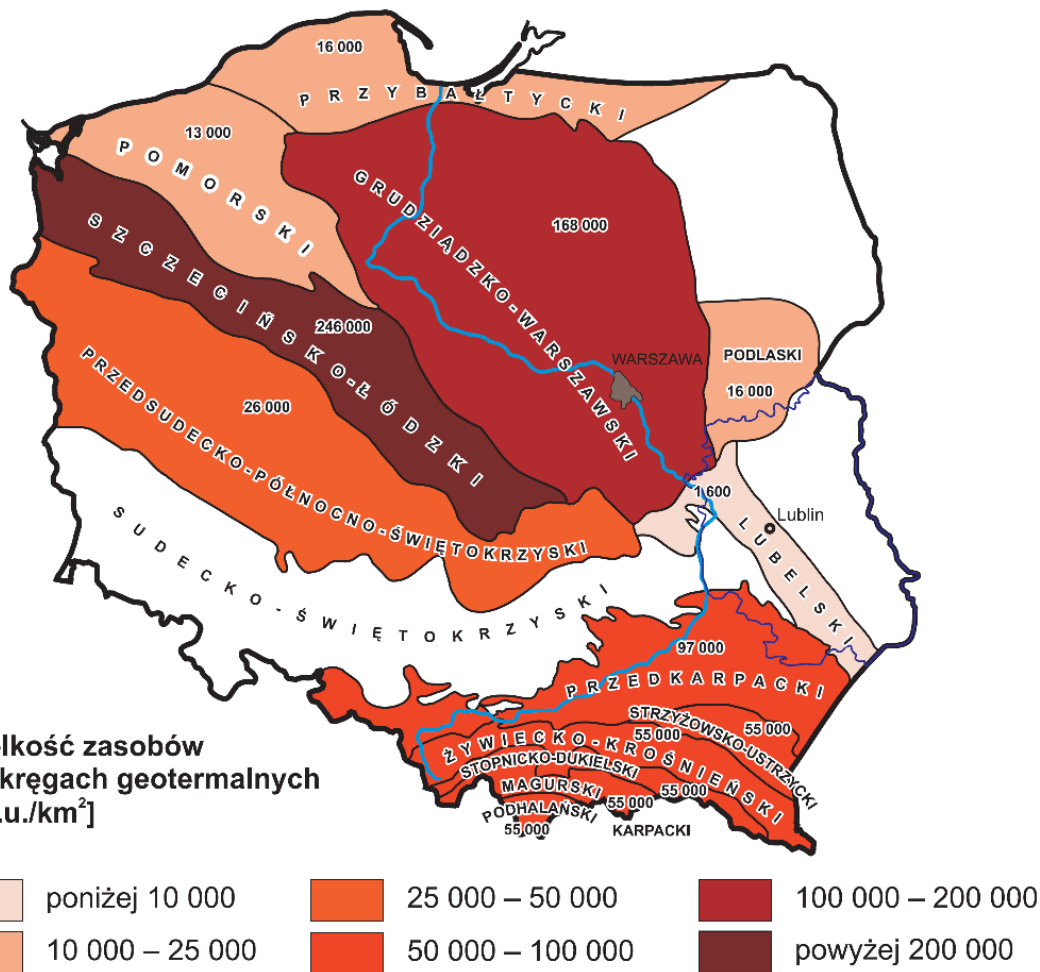 16 000
PRZYBAŁTYCKI
13 000
POMORSKI
GRUDZIĄDZKO-WARSZAWSKI
168 000
SZCZECIŃSKO-ŁÓDZKI
246 000
WARSZAWA
PODLASKI
16 000
PRZEDSUDECKO-PÓŁNOCNO-ŚWIĘTOKRZYSKI
26 000
1 600
LUBELSKI
Lublin
SUDECKO-ŚWIĘTOKRZYSKI
97 000
PRZEDKARPACKI
STRZYŻOWSKO-USTRZYCKI
55 000
55 000
ŻYWIECKO-KROŚNIEŃSKI
STOPNICKO-DUKIELSKI
MAGURSKI
55 000
55 000
PODHALAŃSKI
55 000
KARPACKI
lkość zasobów
kręgach geotermalnych
.u./km²]
poniżej 10 000
25 000 – 50 000
100 000 – 200 000
10 000 – 25 000
50 000 – 100 000
powyżej 200 000